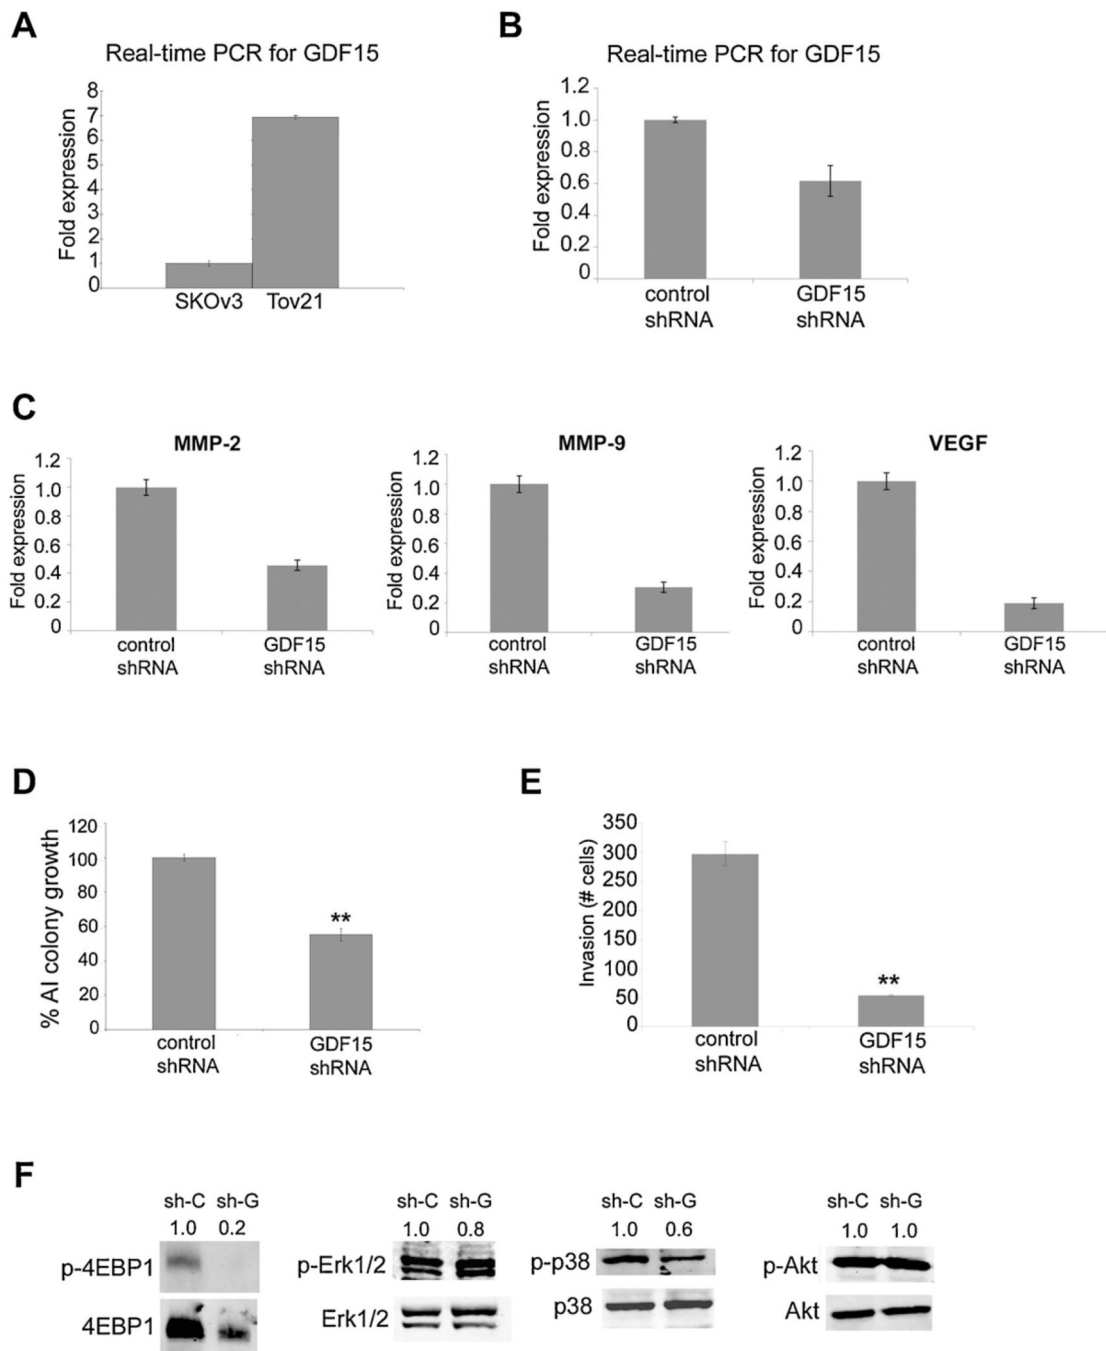 A
Real-time PCR for GDF15
Fold expression
8
7
6
5
4
3
2
1
0
SKOv3 Tov21
B
Real-time PCR for GDF15
Fold expression
1.2
1.0
0.8
0.6
0.4
0.2
0
control
shRNA
GDF15
shRNA
C
MMP-2
Fold expression
1.2
1.0
0.8
0.6
0.4
0.2
0
control
shRNA
GDF15
shRNA
MMP-9
Fold expression
1.2
1.0
0.8
0.6
0.4
0.2
0
control
shRNA
GDF15
shRNA
VEGF
Fold expression
1.2
1.0
0.8
0.6
0.4
0.2
0
control
shRNA
GDF15
shRNA
D
% AI colony growth
120
100
80
60
40
20
0
**
control
shRNA
GDF15
shRNA
E
Invasion (# cells)
350
300
250
200
150
100
50
0
**
control
shRNA
GDF15
shRNA
F
sh-C sh-G
1.0 0.2
p-4EBP1
4EBP1
sh-C sh-G
1.0 0.8
p-Erk1/2
Erk1/2
sh-C sh-G
1.0 0.6
p-p38
p38
sh-C sh-G
1.0 1.0
p-Akt
Akt